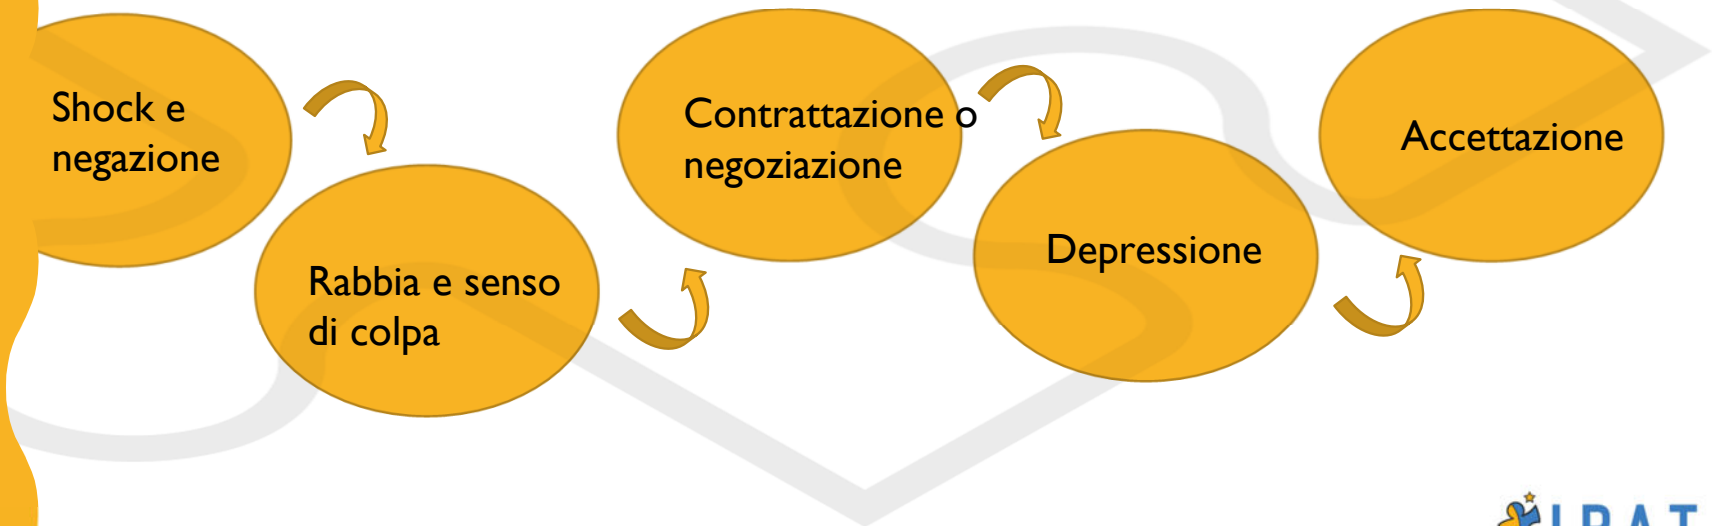 Shock e
negazione
Rabbia e senso
di colpa
Contrattazione o
negoziazione
Depressione
Accettazione